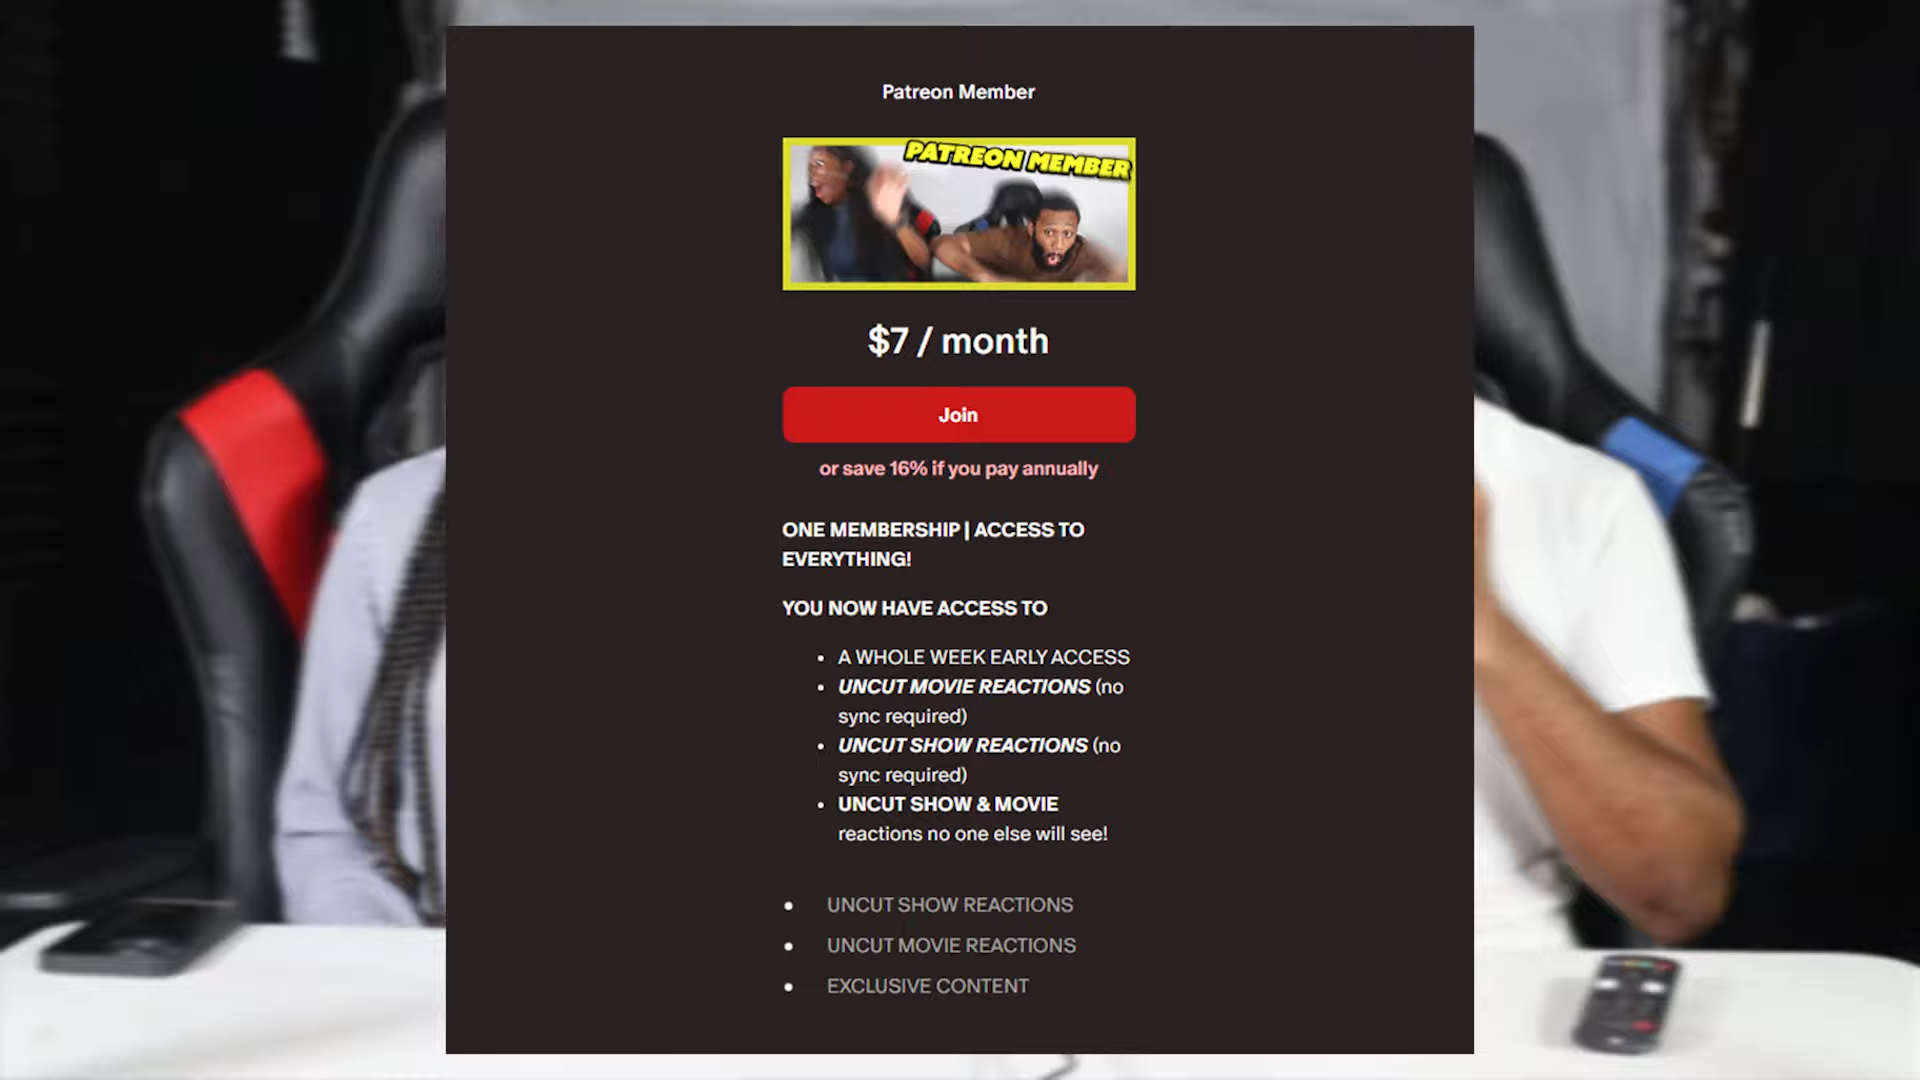 Patreon Member
PATREON MEMBER
$7 / month
Join
or save 16% if you pay annually
ONE MEMBERSHIP | ACCESS TO
EVERYTHING!
YOU NOW HAVE ACCESS TO
• A WHOLE WEEK EARLY ACCESS
• UNCUT MOVIE REACTIONS (no
sync required)
• UNCUT SHOW REACTIONS (no
sync required)
• UNCUT SHOW & MOVIE
reactions no one else will see!
• UNCUT SHOW REACTIONS
• UNCUT MOVIE REACTIONS
• EXCLUSIVE CONTENT